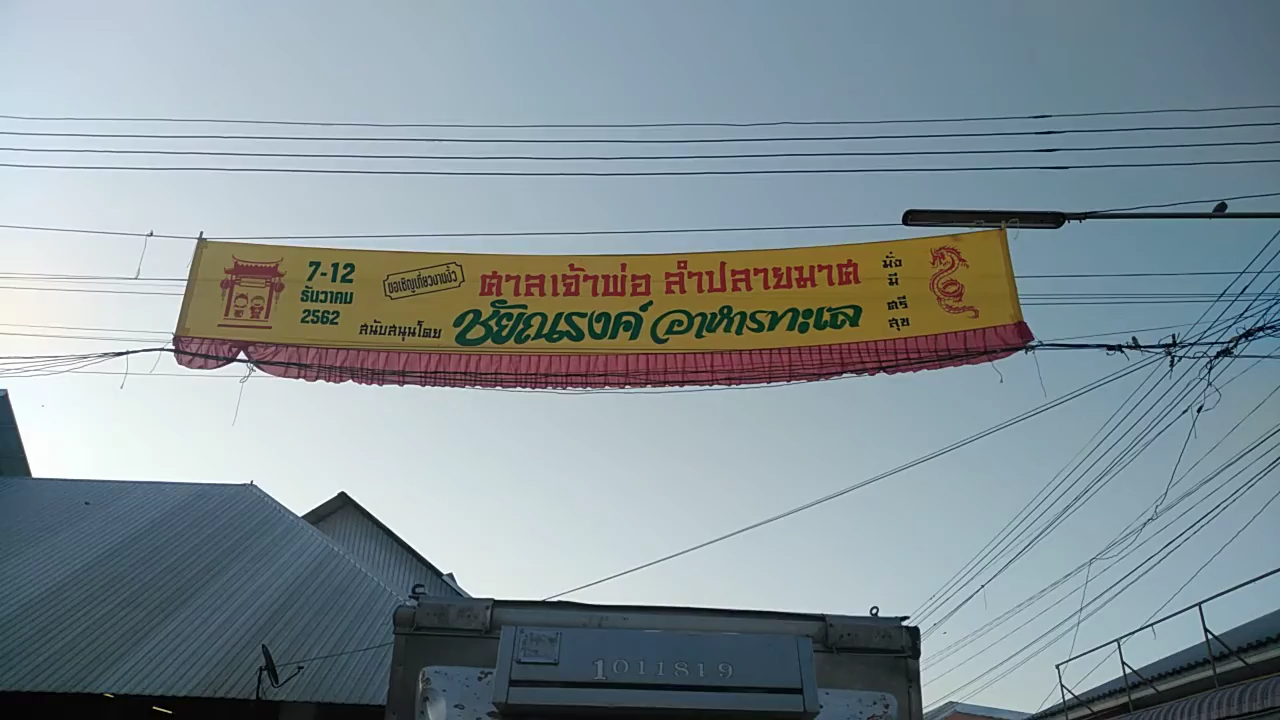 7-12
ธันวาคม
2562
ขอเชิญเที่ยวงานงิ้ว
ศาลเจ้าพ่อ ลำปลายมาศ
สนับสนุนโดย ชัยณรงค์ อาหารทะเล
มั่ง
มี
ศรี
สุข
1011819